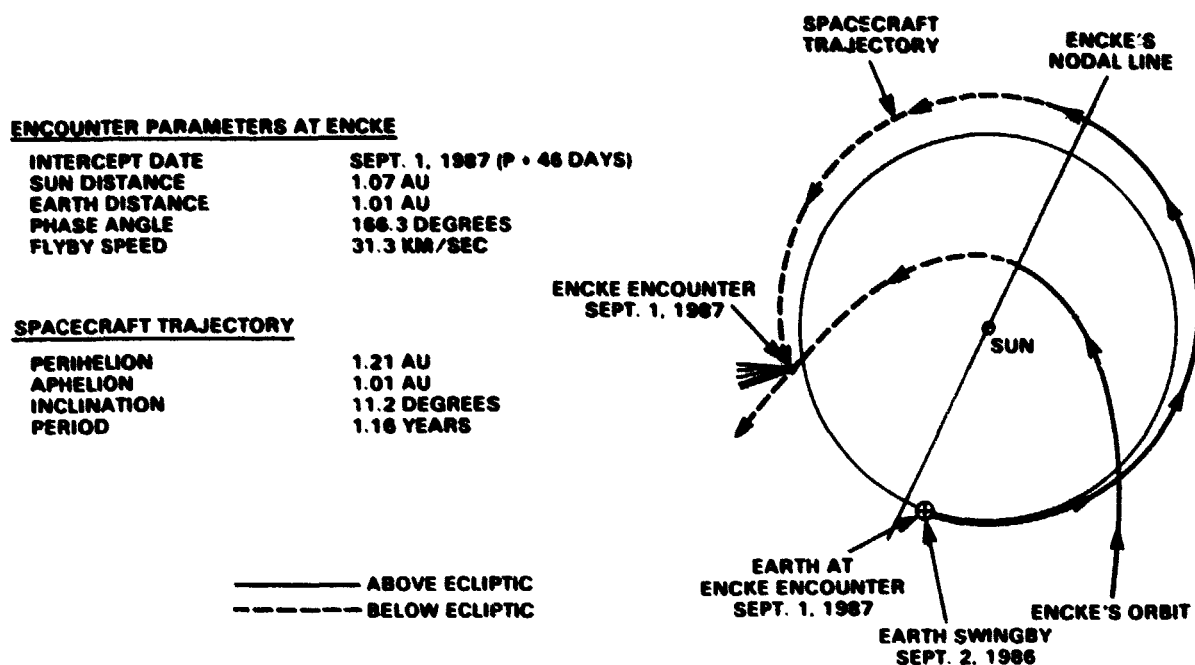 ENCOUNTER PARAMETERS AT ENCKE
INTERCEPT DATE SEPT. 1, 1987 (P + 46 DAYS)
SUN DISTANCE 1.07 AU
EARTH DISTANCE 1.01 AU
PHASE ANGLE 166.3 DEGREES
FLYBY SPEED 31.3 KM/SEC
SPACECRAFT TRAJECTORY
PERIHELION 1.21 AU
APHELION 1.01 AU
INCLINATION 11.2 DEGREES
PERIOD 1.16 YEARS
ABOVE ECLIPTIC
BELOW ECLIPTIC
SPACECRAFT
TRAJECTORY
ENCKE'S
NODAL LINE
ENCKE ENCOUNTER
SEPT. 1, 1987
SUN
EARTH AT
ENCKE ENCOUNTER
SEPT. 1, 1987
EARTH SWINGBY
SEPT. 2, 1986
ENCKE'S ORBIT